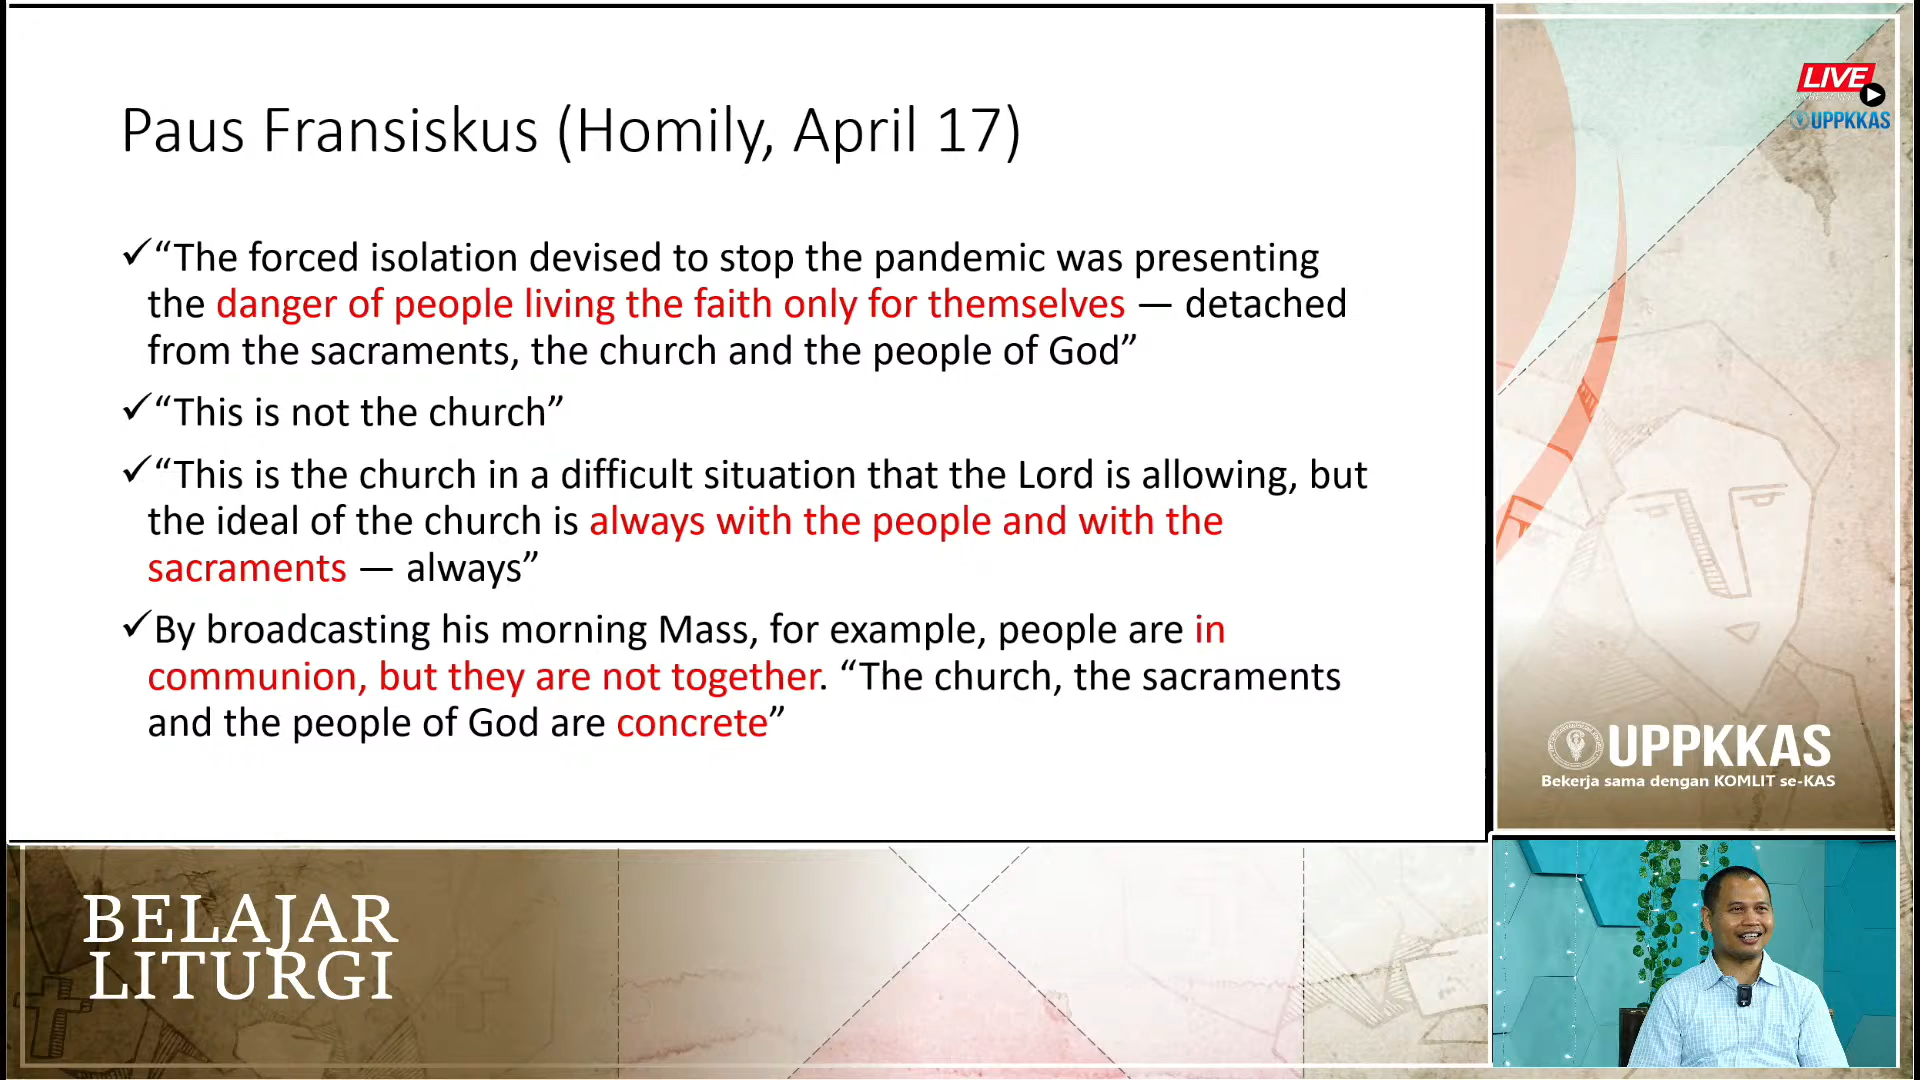 Paus Fransiskus (Homily, April 17)
✓“The forced isolation devised to stop the pandemic was presenting
the danger of people living the faith only for themselves — detached
from the sacraments, the church and the people of God”
✓“This is not the church”
✓“This is the church in a difficult situation that the Lord is allowing, but
the ideal of the church is always with the people and with the
sacraments — always”
✓By broadcasting his morning Mass, for example, people are in
communion, but they are not together. “The church, the sacraments
and the people of God are concrete”
LIVE
UPPKKAS
UPPKKAS
Bekerja sama dengan KOMLIT se-KAS
BELAJAR
LITURGI